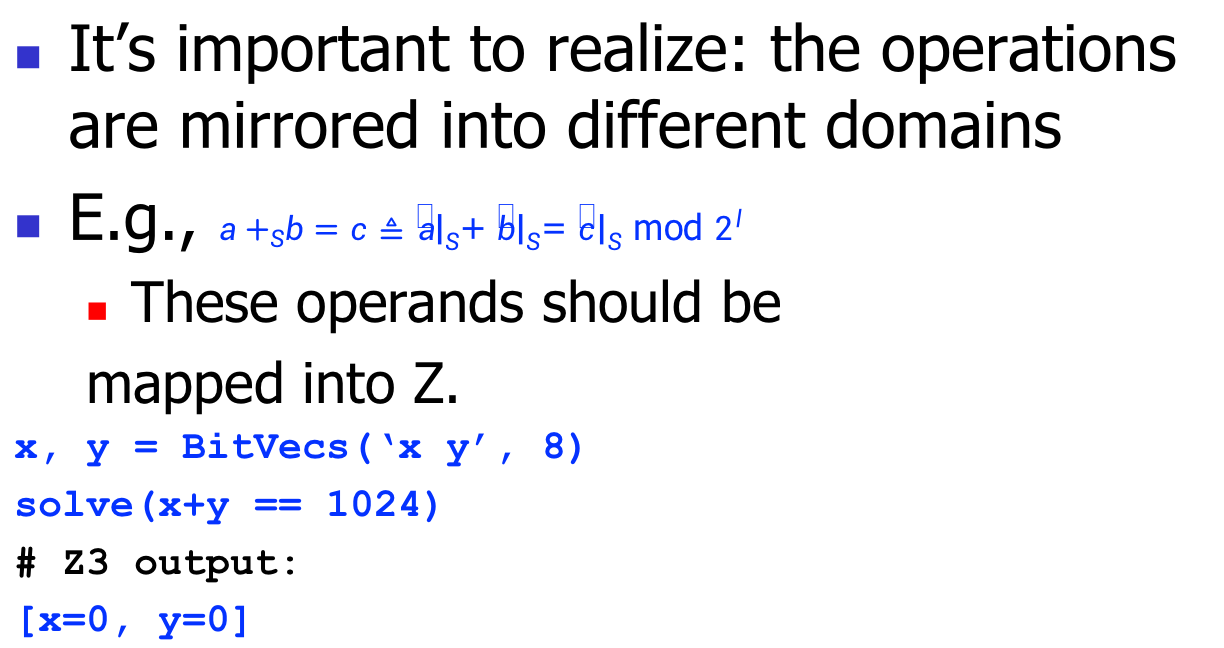 It's important to realize: the operations
are mirrored into different domains
E.g., a +ₛb = c ≜ a|ₛ+ b|ₛ= c|ₛ mod 2ˡ
These operands should be
mapped into Z.
x, y = BitVecs(‘x y’, 8)
solve(x+y == 1024)
# Z3 output:
[x=0, y=0]